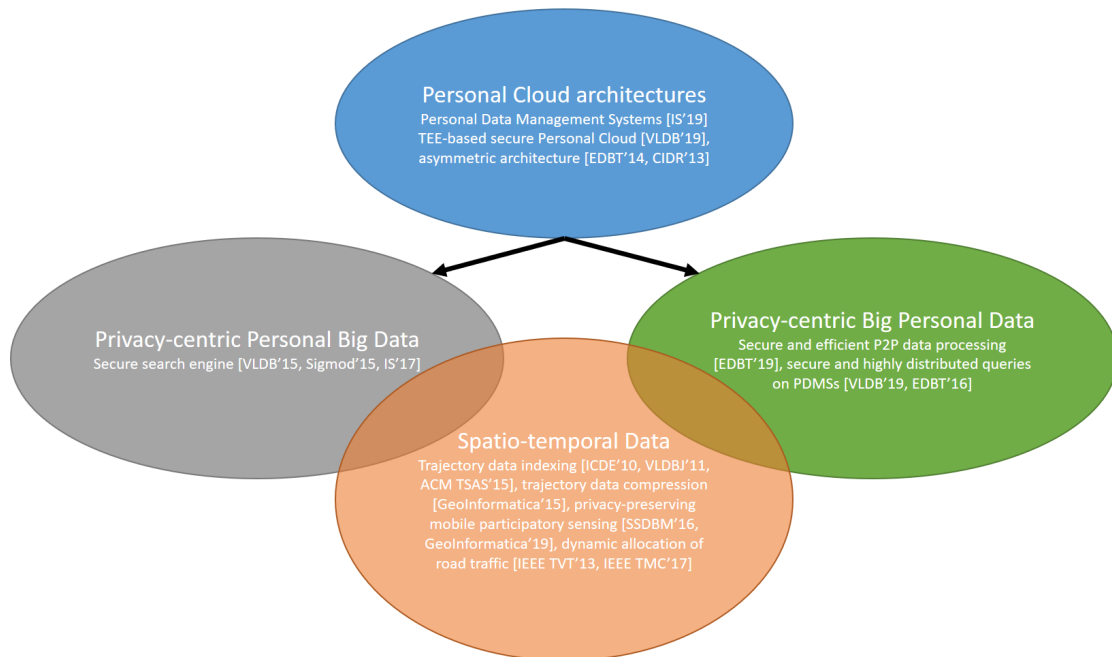 Personal Cloud architectures
Personal Data Management Systems [IS’19]
TEE-based secure Personal Cloud [VLDB’19],
asymmetric architecture [EDBT’14, CIDR’13]
Privacy-centric Personal Big Data
Secure search engine [VLDB’15, Sigmod’15, IS’17]
Privacy-centric Big Personal Data
Secure and efficient P2P data processing
[EDBT’19], secure and highly distributed queries
on PDMSs [VLDB’19, EDBT’16]
Spatio-temporal Data
Trajectory data indexing [ICDE’10, VLDBJ’11,
ACM TSAS’15], trajectory data compression
[GeoInformatica’15], privacy-preserving
mobile participatory sensing [SSDBM’16,
GeoInformatica’19], dynamic allocation of
road traffic [IEEE TVT’13, IEEE TMC’17]